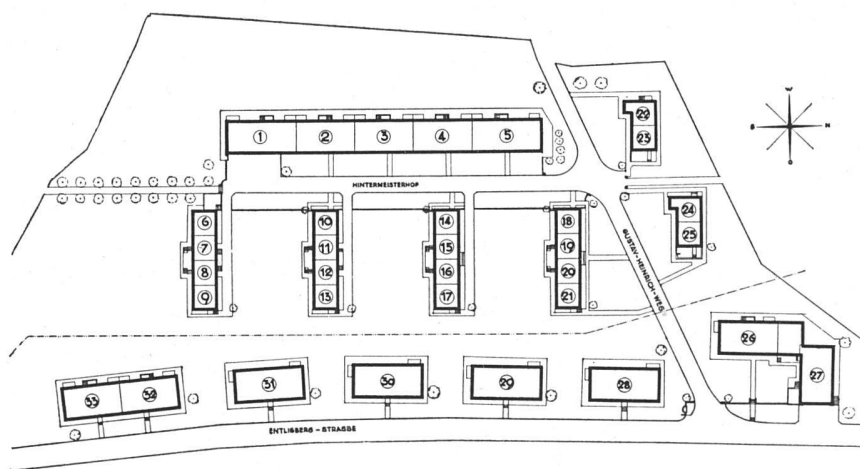 W
S N
O
22
23
1 2 3 4 5
HINTERMEISTERHOF
24
25
6 10 14 18
7 11 15 19
8 12 16 20
9 13 17 21
GUSTAV-HEINRICH-WEG
26
27
33 32 31 30 29 28
ENTLISBERG - STRASSE